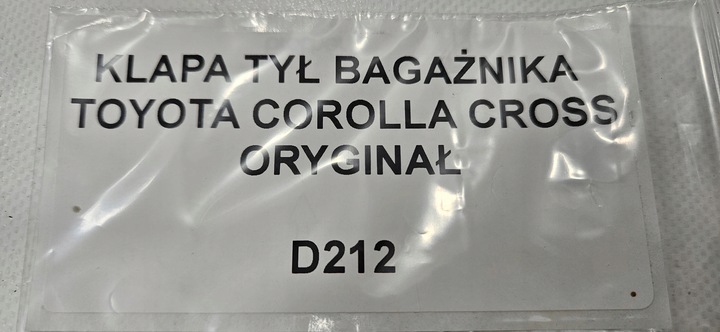 KLAPA TYŁ BAGAŻNIKA
TOYOTA COROLLA CROSS
ORYGINAŁ
D212